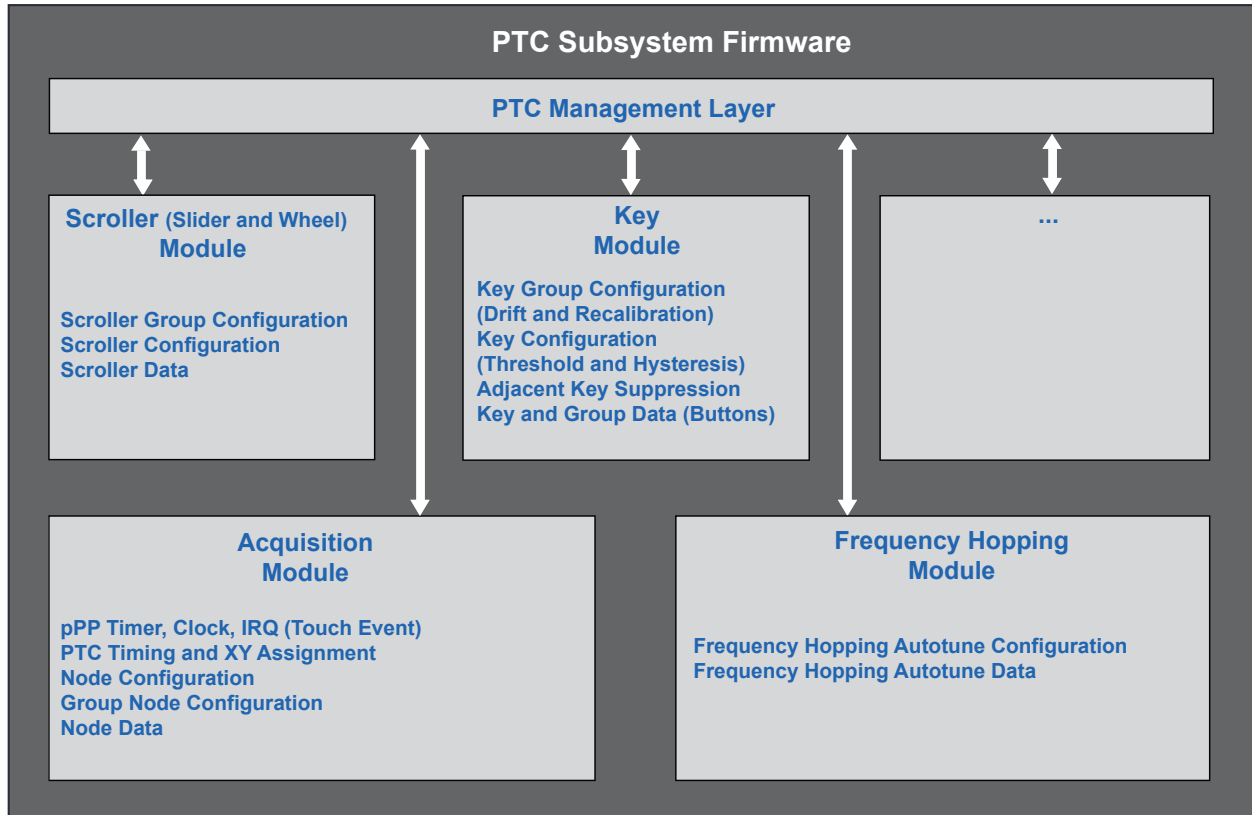 PTC Subsystem Firmware
PTC Management Layer
Scroller (Slider and Wheel)
Module
Scroller Group Configuration
Scroller Configuration
Scroller Data
Key
Module
Key Group Configuration
(Drift and Recalibration)
Key Configuration
(Threshold and Hysteresis)
Adjacent Key Suppression
Key and Group Data (Buttons)
...
Acquisition
Module
pPP Timer, Clock, IRQ (Touch Event)
PTC Timing and XY Assignment
Node Configuration
Group Node Configuration
Node Data
Frequency Hopping
Module
Frequency Hopping Autotune Configuration
Frequency Hopping Autotune Data